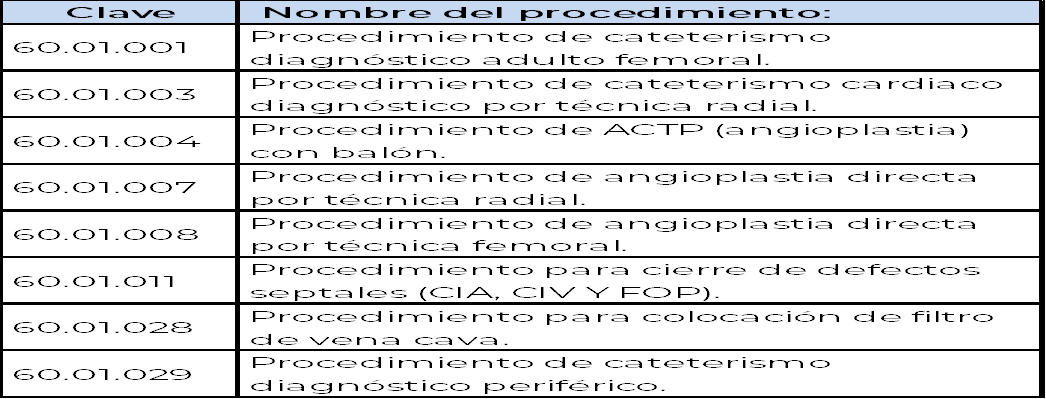 Clave Nombre del procedimiento:
60.01.001 Procedimiento de cateterismo
diagnóstico adulto femoral.
60.01.003 Procedimiento de cateterismo cardiaco
diagnóstico por técnica radial.
60.01.004 Procedimiento de ACTP (angioplastia)
con balón.
60.01.007 Procedimiento de angioplastia directa
por técnica radial.
60.01.008 Procedimiento de angioplastia directa
por técnica femoral.
60.01.011 Procedimiento para cierre de defectos
septales (CIA, CIV Y FOP).
60.01.028 Procedimiento para colocación de filtro
de vena cava.
60.01.029 Procedimiento de cateterismo
diagnóstico periférico.